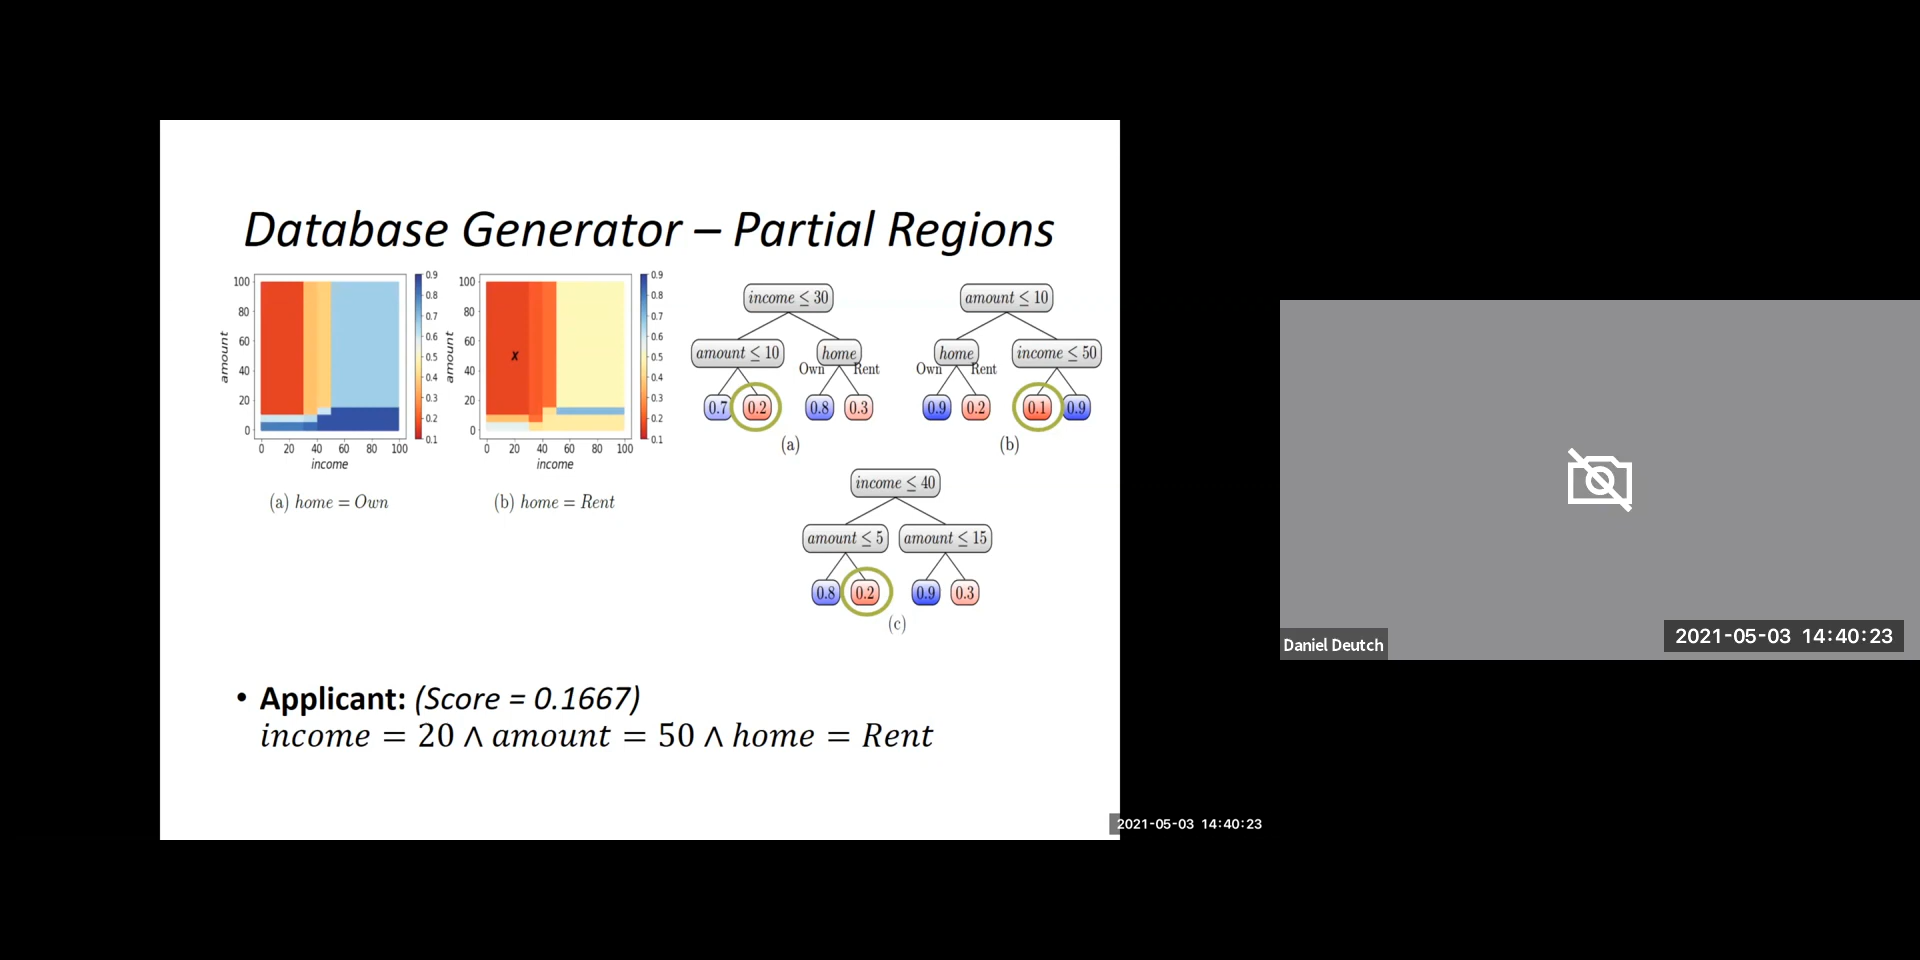 Database Generator – Partial Regions
100
80
60
40
20
0
amount
0 20 40 60 80 100
income
0.9
0.8
0.7
0.6
0.5
0.4
0.3
0.2
0.1
(a) home = Own
100
80
60
40
20
0
amount
0 20 40 60 80 100
income
0.9
0.8
0.7
0.6
0.5
0.4
0.3
0.2
0.1
x
(b) home = Rent
income ≤ 30
amount ≤ 10 home
Own Rent
0.7 0.2 0.8 0.3
(a)
amount ≤ 10
home income ≤ 50
Own Rent
0.9 0.2 0.1 0.9
(b)
income ≤ 40
amount ≤ 5 amount ≤ 15
0.8 0.2 0.9 0.3
(c)
• Applicant: (Score = 0.1667)
income = 20 ∧ amount = 50 ∧ home = Rent
2021-05-03 14:40:23
Daniel Deutch
2021-05-03 14:40:23